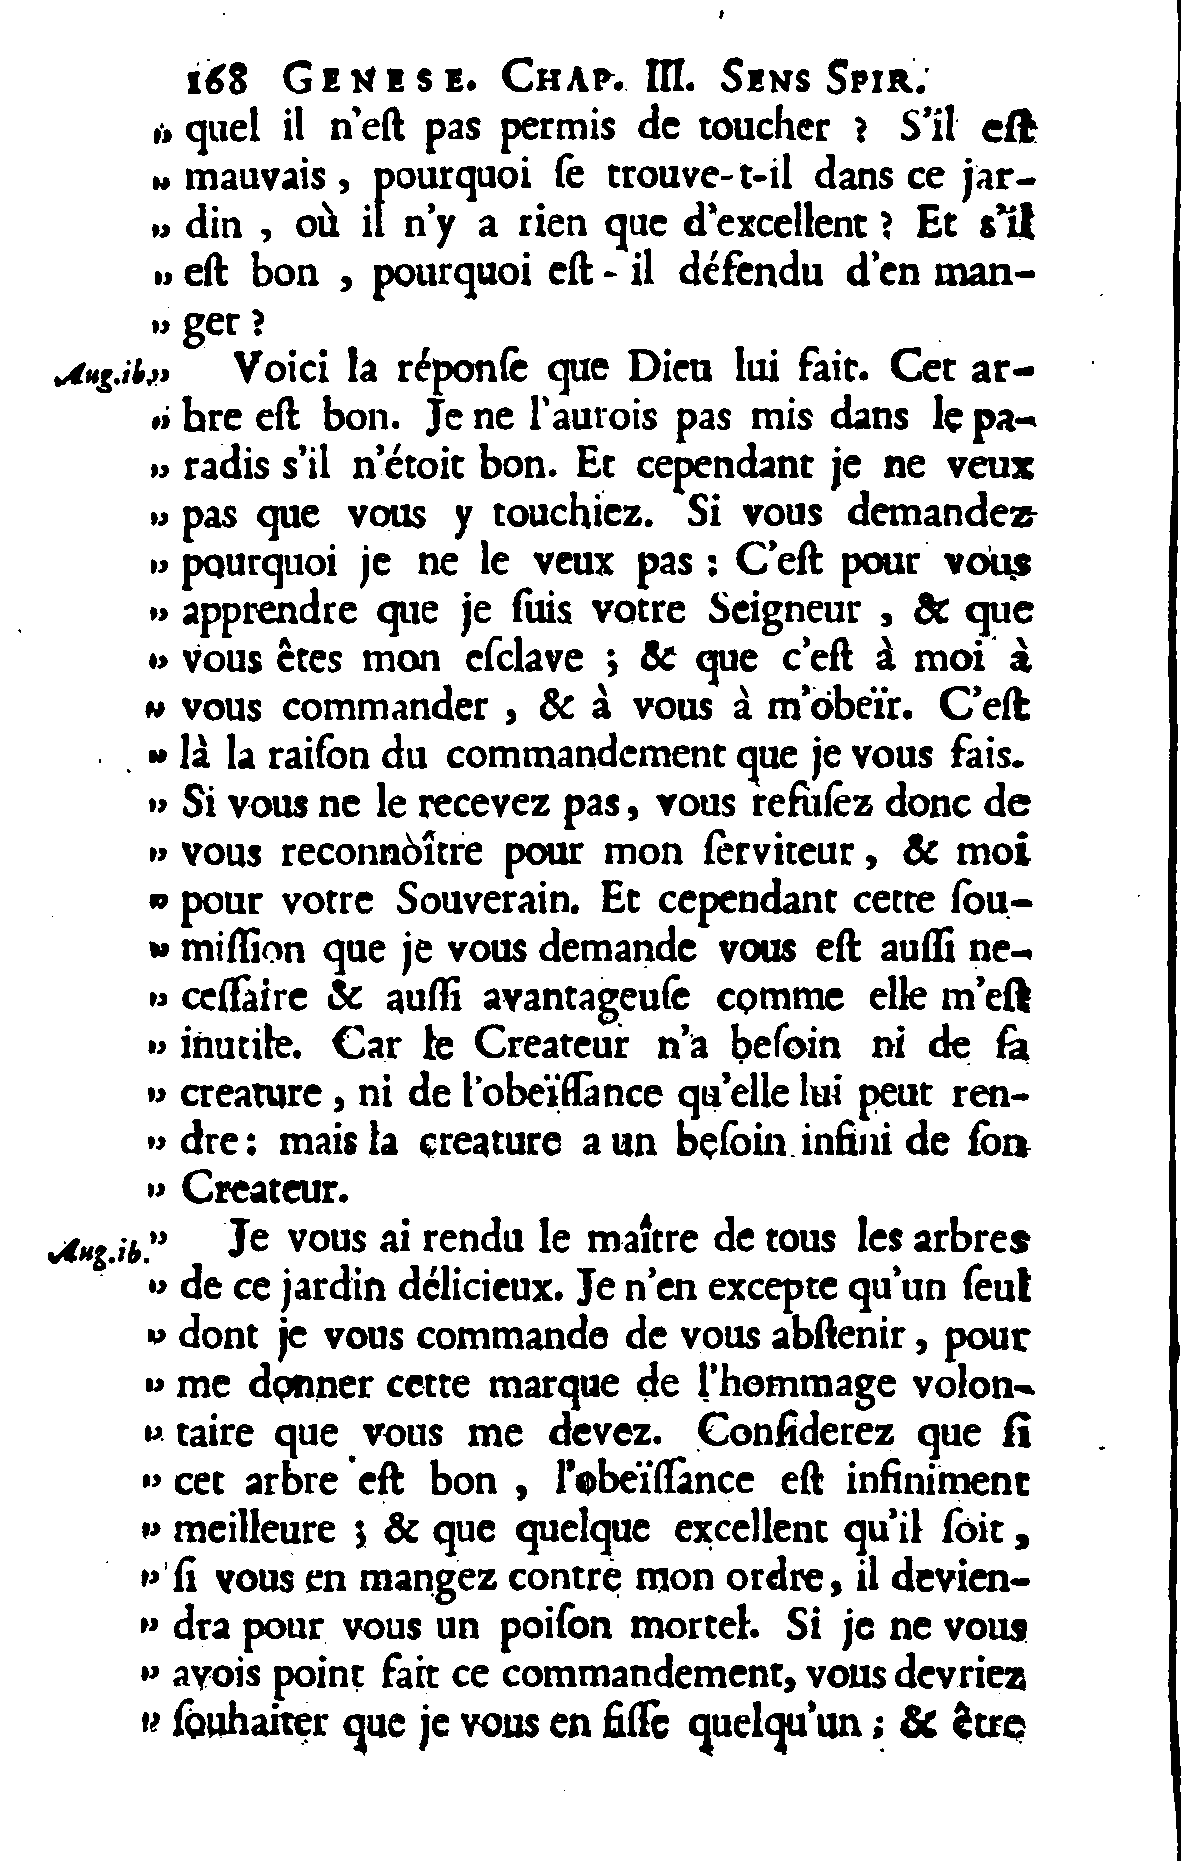 168 GENESE. CHAP. III. SENS SPIR.
„ quel il n'eſt pas permis de toucher ? S'il eſt
„ mauvais , pourquoi ſe trouve-t-il dans ce jar-
„ din , où il n'y a rien que d'excellent ? Et s'il
„ eſt bon , pourquoi eſt-il défendu d'en man-
„ ger ?
Aug. ib. „ Voici la réponſe que Dieu lui fait. Cet ar-
„ bre eſt bon. Je ne l'aurois pas mis dans le pa-
„ radis s'il n'étoit bon. Et cependant je ne veux
„ pas que vous y touchiez. Si vous demandez
„ pourquoi je ne le veux pas : C'eſt pour vous
„ apprendre que je ſuis votre Seigneur , & que
„ vous êtes mon eſclave ; & que c'eſt à moi à
„ vous commander , & à vous à m'obeïr. C'eſt
„ là la raiſon du commandement que je vous fais.
„ Si vous ne le recevez pas, vous refuſez donc de
„ vous reconnoître pour mon ſerviteur, & moi
„ pour votre Souverain. Et cependant cette ſou-
„ miſſion que je vous demande vous eſt auſſi ne-
„ ceſſaire & auſſi avantageuſe comme elle m'eſt
„ inutile. Car le Createur n'a beſoin ni de ſa
„ creature, ni de l'obeïſſance qu'elle lui peut ren-
„ dre : mais la creature a un beſoin infini de ſon
„ Createur.
Aug. ib. „ Je vous ai rendu le maître de tous les arbres
„ de ce jardin délicieux. Je n'en excepte qu'un ſeul
„ dont je vous commande de vous abſtenir, pour
„ me donner cette marque de l'hommage volon-
„ taire que vous me devez. Conſiderez que ſi
„ cet arbre eſt bon , l'obeïſſance eſt infiniment
„ meilleure ; & que quelque excellent qu'il ſoit,
„ ſi vous en mangez contre mon ordre, il devien-
„ dra pour vous un poiſon mortel. Si je ne vous
„ avois point fait ce commandement, vous devriez
„ ſouhaiter que je vous en fiſſe quelqu'un ; & être